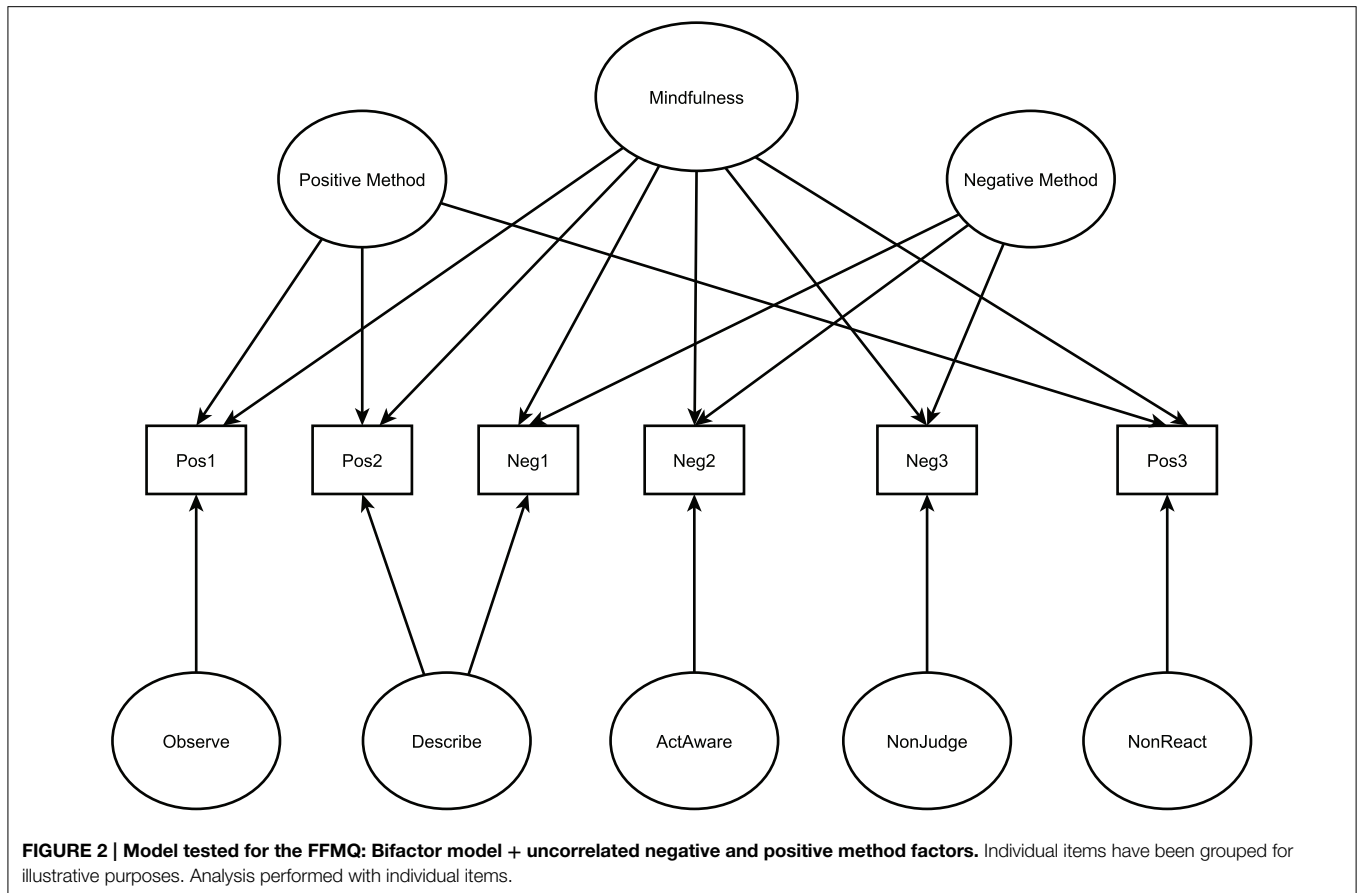 Mindfulness
Positive Method
Negative Method
Pos1
Pos2
Neg1
Neg2
Neg3
Pos3
Observe
Describe
ActAware
NonJudge
NonReact
FIGURE 2 | Model tested for the FFMQ: Bifactor model + uncorrelated negative and positive method factors. Individual items have been grouped for
illustrative purposes. Analysis performed with individual items.